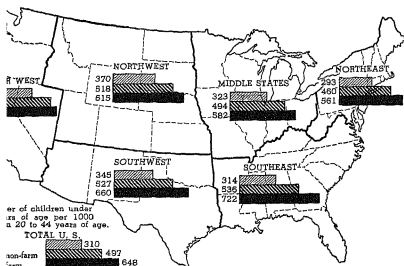 NORTHWEST
370
518
615
MIDDLE STATES
323
494
582
NORTHEAST
293
460
561
WEST
SOUTHWEST
345
527
660
SOUTHEAST
314
536
722
er of children under
rs of age per 1000
n 20 to 44 years of age.
TOTAL U. S.
310
non-farm 497
648